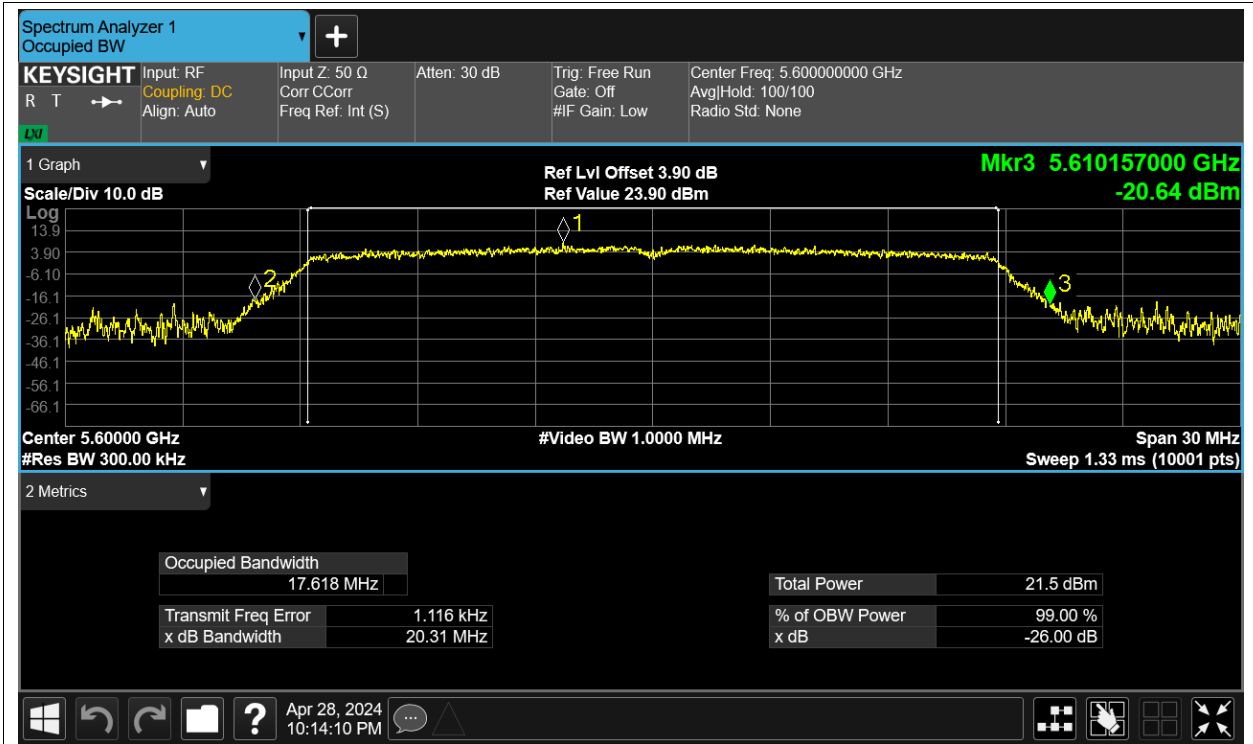 Spectrum Analyzer 1
Occupied BW
KEYSIGHT
R T
LXI
Input: RF
Coupling: DC
Align: Auto
Input Z: 50 Ω
Corr CCorr
Freq Ref: Int (S)
Atten: 30 dB
Trig: Free Run
Gate: Off
#IF Gain: Low
Center Freq: 5.600000000 GHz
Avg|Hold: 100/100
Radio Std: None
1 Graph
Scale/Div 10.0 dB
Ref Lvl Offset 3.90 dB
Ref Value 23.90 dBm
Mkr3 5.610157000 GHz
-20.64 dBm
Log
13.9
3.90
-6.10
-16.1
-26.1
-36.1
-46.1
-56.1
-66.1
1
2
3
Center 5.60000 GHz
#Res BW 300.00 kHz
#Video BW 1.0000 MHz
Span 30 MHz
Sweep 1.33 ms (10001 pts)
2 Metrics
Occupied Bandwidth
17.618 MHz
Transmit Freq Error 1.116 kHz
x dB Bandwidth 20.31 MHz
Total Power 21.5 dBm
% of OBW Power 99.00 %
x dB -26.00 dB
?
Apr 28, 2024
10:14:10 PM